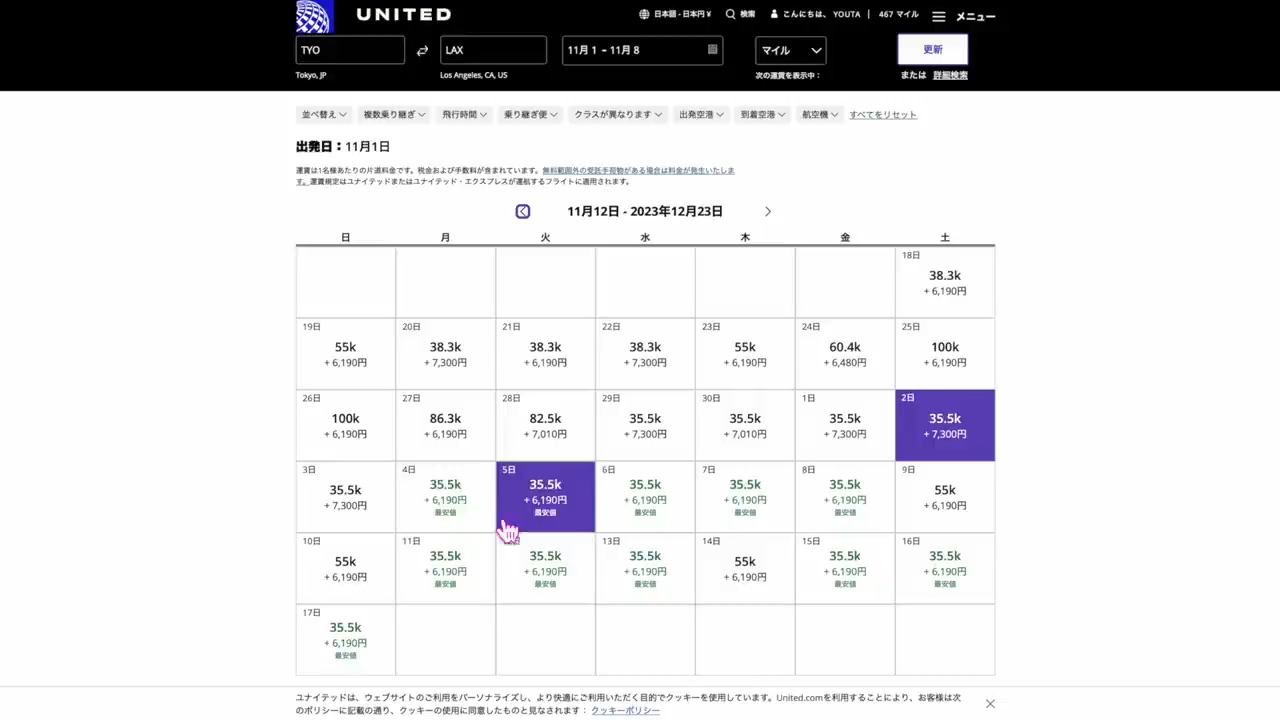 UNITED
日本語 - 日本円 ¥ 検索 こんにちは、 YOUTA | 467 マイル メニュー
TYO LAX 11月 1 - 11月 8 マイル 更新
Tokyo, JP Los Angeles, CA, US 次の運賃を表示中： または 詳細検索
並べ替え 複数乗り継ぎ 飛行時間 乗り継ぎ便 クラスが異なります 出発空港 到着空港 航空機 すべてをリセット
出発日：11月1日
運賃は1名様あたりの片道料金です。税金および手数料が含まれています。無料範囲外の受託手荷物がある場合は料金が発生いたしま
す。運賃規定はユナイテッドまたはユナイテッド・エクスプレスが運航するフライトに適用されます。
11月12日 - 2023年12月23日
日 月 火 水 木 金 土
18日
38.3k
+ 6,190円
19日 20日 21日 22日 23日 24日 25日
55k 38.3k 38.3k 38.3k 55k 60.4k 100k
+ 6,190円 + 7,300円 + 6,190円 + 7,300円 + 6,190円 + 6,480円 + 6,190円
26日 27日 28日 29日 30日 1日 2日
100k 86.3k 82.5k 35.5k 35.5k 35.5k 35.5k
+ 6,190円 + 6,190円 + 7,010円 + 7,300円 + 7,010円 + 7,300円 + 7,300円
3日 4日 5日 6日 7日 8日 9日
35.5k 35.5k 35.5k 35.5k 35.5k 35.5k 55k
+ 7,300円 + 6,190円 + 6,190円 + 6,190円 + 6,190円 + 6,190円 + 6,190円
最安値 最安値 最安値 最安値 最安値
10日 11日 13日 14日 15日 16日
55k 35.5k 35.5k 35.5k 55k 35.5k 35.5k
+ 6,190円 + 6,190円 + 6,190円 + 6,190円 + 6,190円 + 6,190円 + 6,190円
最安値 最安値 最安値 最安値 最安値
17日
35.5k
+ 6,190円
最安値
ユナイテッドは、ウェブサイトのご利用をパーソナライズし、より快適にご利用いただく目的でクッキーを使用しています。United.comを利用することにより、お客様は次
のポリシーに記載の通り、クッキーの使用に同意したものと見なされます： クッキーポリシー